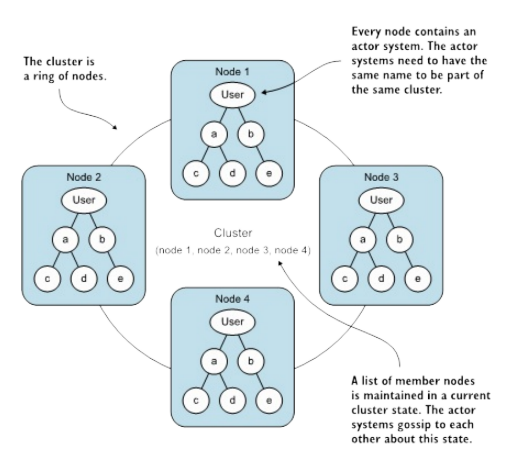 Every node contains an
actor system. The actor
systems need to have the
same name to be part of
the same cluster.
The cluster is
a ring of nodes.
Node 1
User
a b
c d e
Node 2
User
a b
c d e
Node 3
User
a b
c d e
Cluster
(node 1, node 2, node 3, node 4)
Node 4
User
a b
c d e
A list of member nodes
is maintained in a current
cluster state. The actor
systems gossip to each
other about this state.